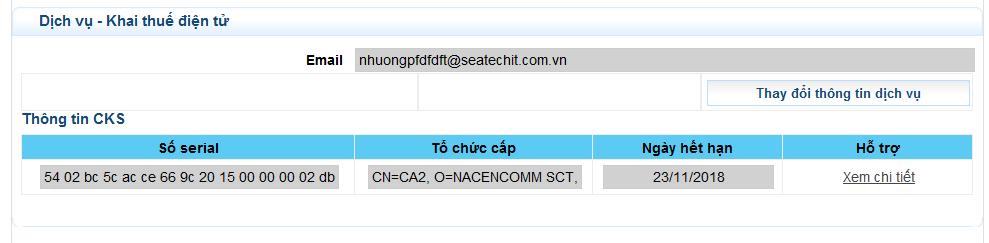 Dịch vụ - Khai thuế điện tử
Email nhuongpfdfdft@seatechit.com.vn
Thay đổi thông tin dịch vụ
Thông tin CKS
Số serial Tổ chức cấp Ngày hết hạn Hỗ trợ
54 02 bc 5c ac ce 66 9c 20 15 00 00 00 02 db CN=CA2, O=NACENCOMM SCT, 23/11/2018 Xem chi tiết